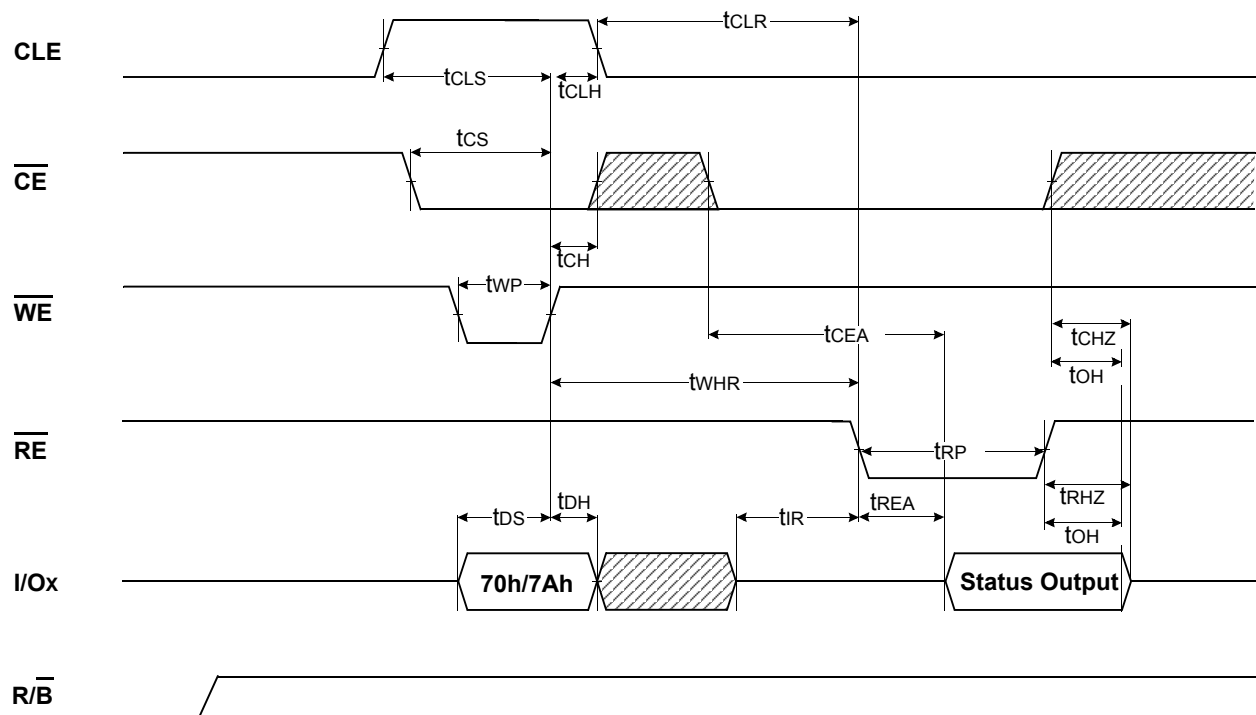 CLE
tCLR
tCLS
tCLH
tCS
CE
tCH
tWP
WE
tCEA
tCHZ
tOH
tWHR
RE
tRP
tDS
tDH
tIR
tREA
tRHZ
tOH
I/Ox
70h/7Ah
Status Output
R/B